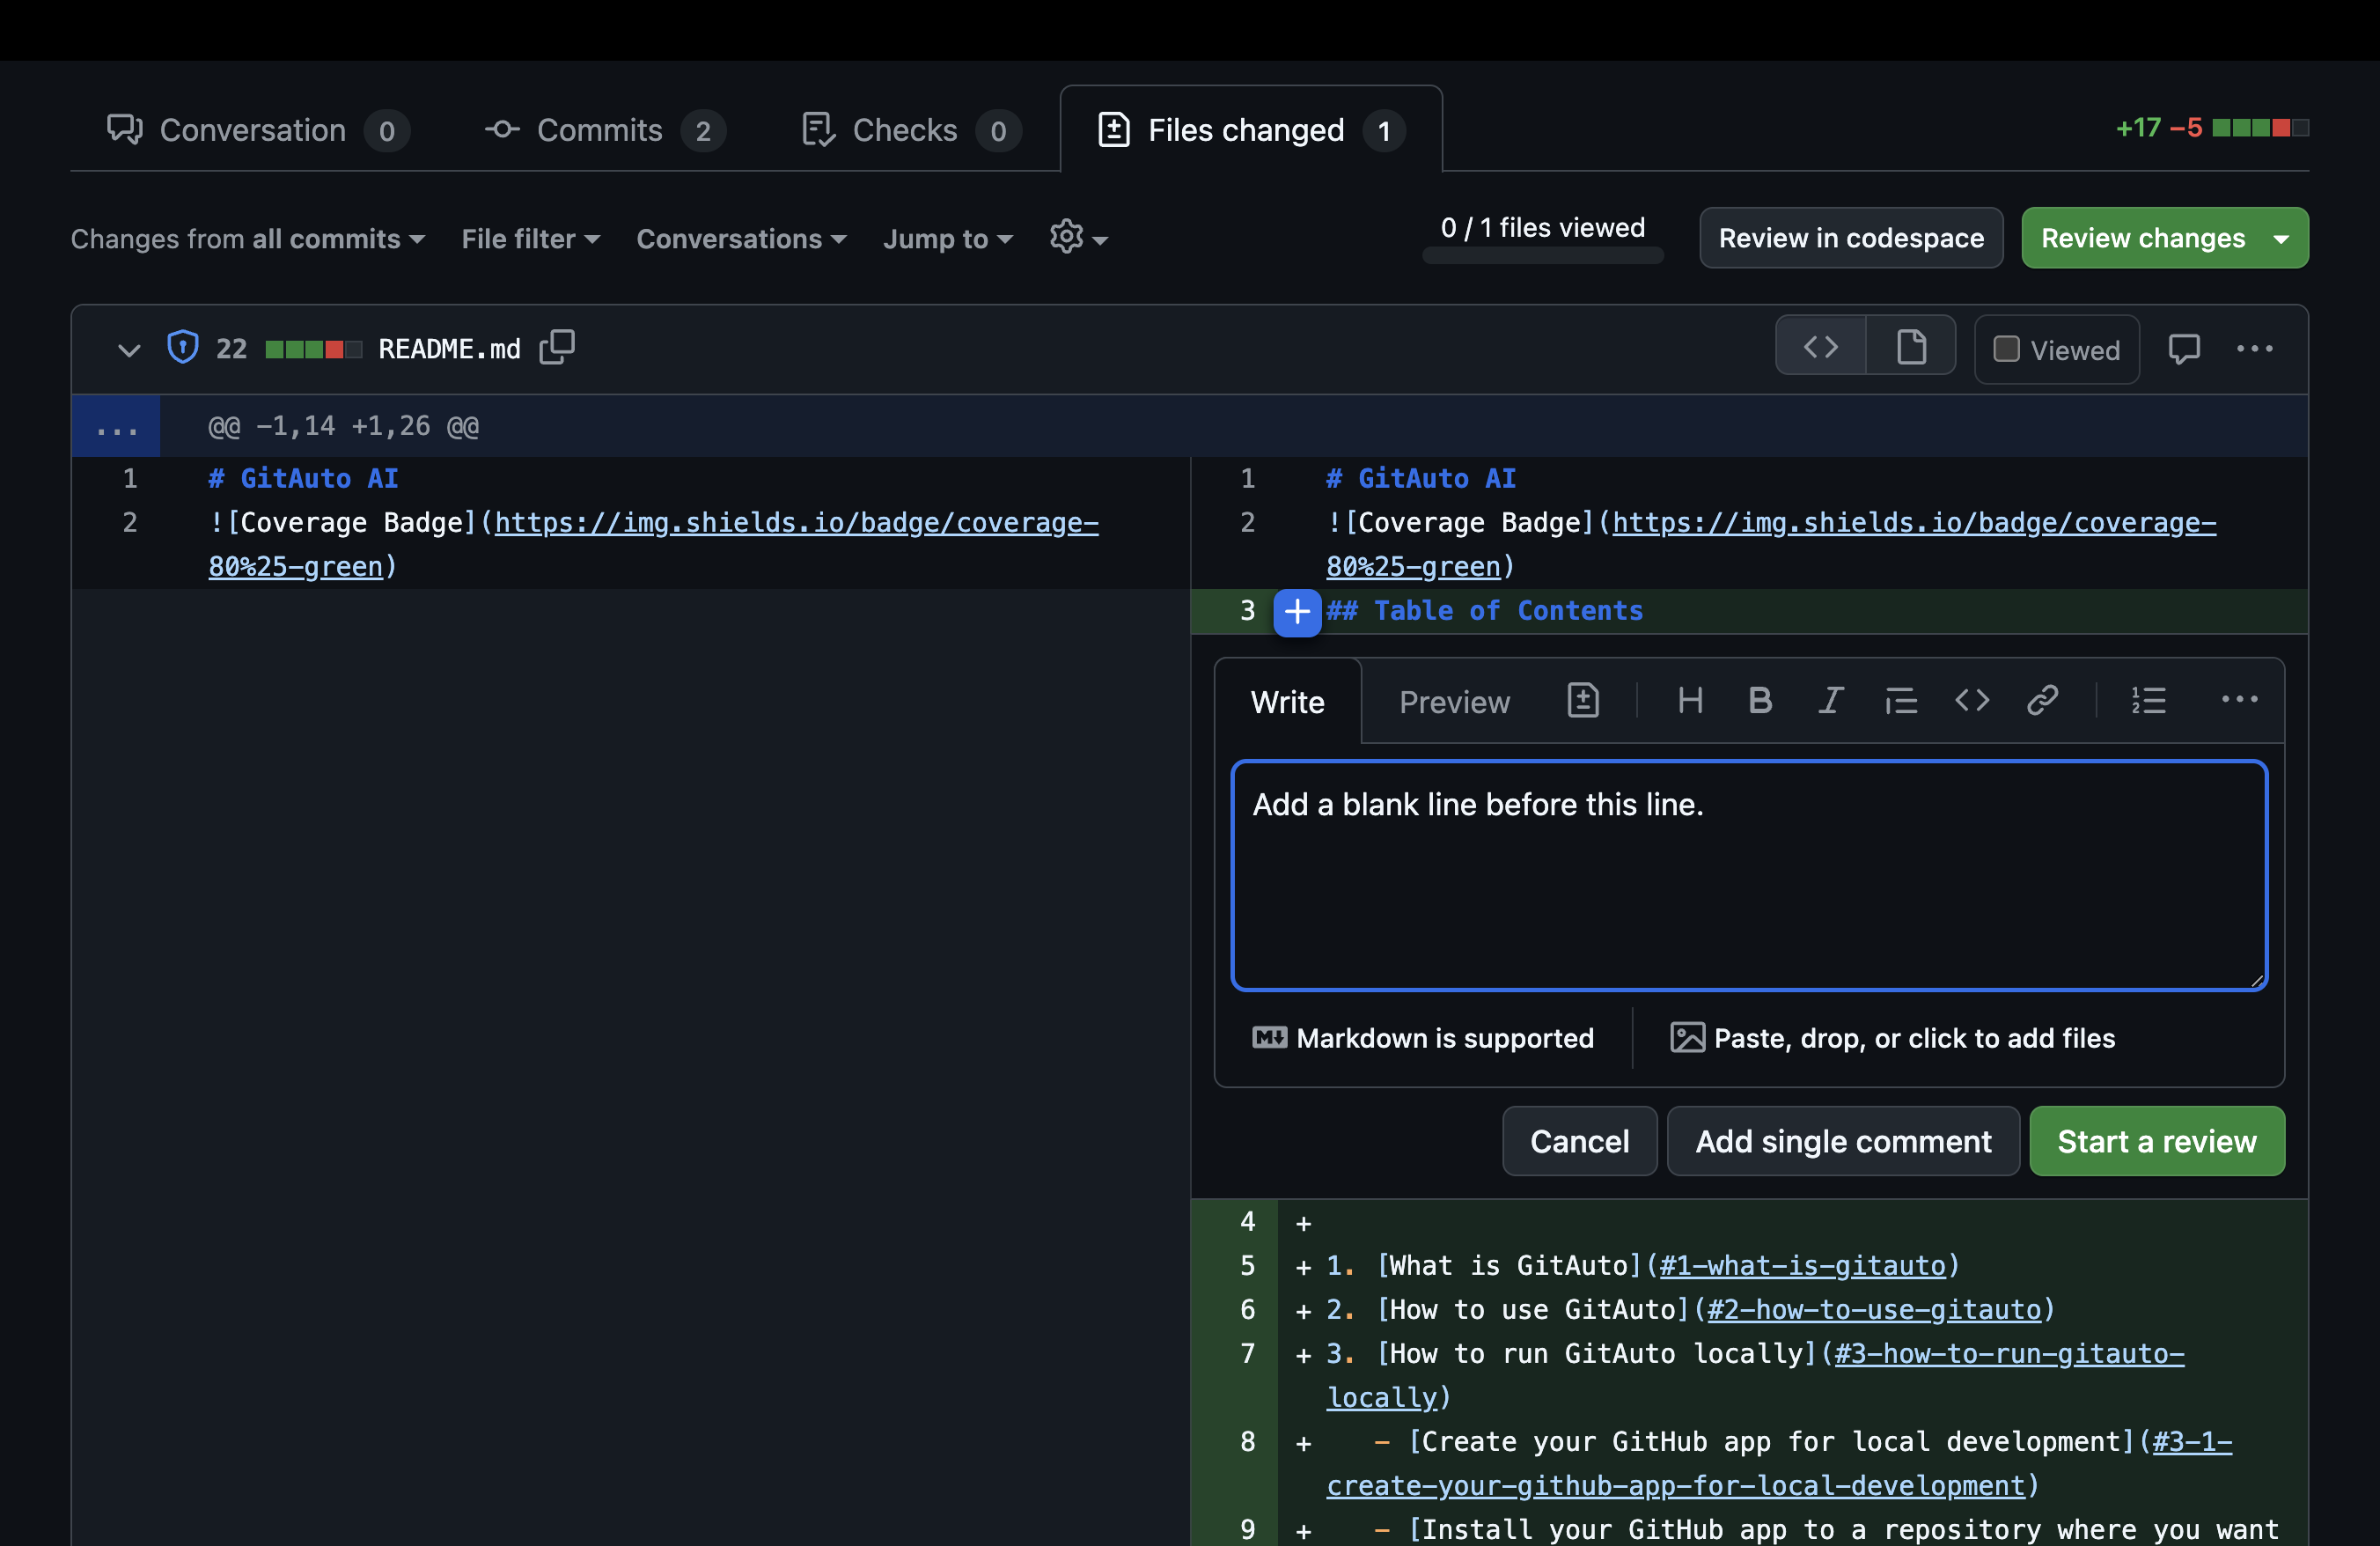 Conversation 0 Commits 2 Checks 0 Files changed 1 +17 −5
Changes from all commits File filter Conversations Jump to 0 / 1 files viewed Review in codespace Review changes
22 README.md Viewed
... @@ -1,14 +1,26 @@
1 # GitAuto AI
2 ![Coverage Badge](https://img.shields.io/badge/coverage-
80%25-green)
1 # GitAuto AI
2 ![Coverage Badge](https://img.shields.io/badge/coverage-
80%25-green)
3 + ## Table of Contents
Write Preview
Add a blank line before this line.
Markdown is supported Paste, drop, or click to add files
Cancel Add single comment Start a review
4 +
5 + 1. [What is GitAuto](#1-what-is-gitauto)
6 + 2. [How to use GitAuto](#2-how-to-use-gitauto)
7 + 3. [How to run GitAuto locally](#3-how-to-run-gitauto-
locally)
8 + - [Create your GitHub app for local development](#3-1-
create-your-github-app-for-local-development)
9 + - [Install your GitHub app to a repository where you want